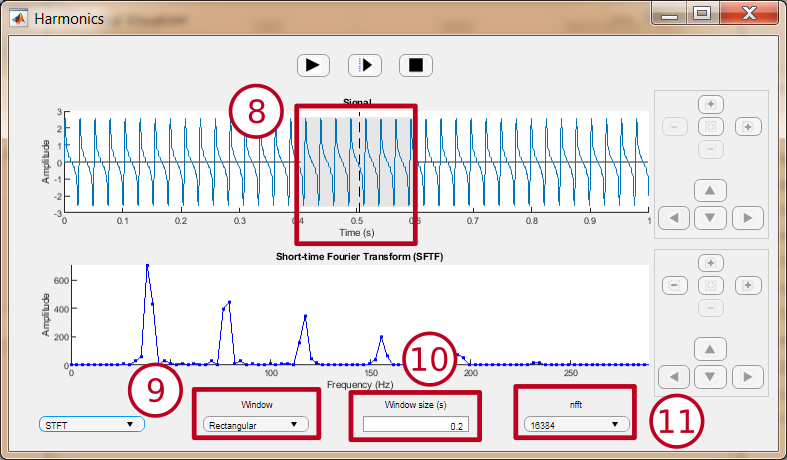 Harmonics
8
Signal
Amplitude
3
2
1
0
-1
-2
-3
0 0.1 0.2 0.3 0.4 0.5 0.6 0.7 0.8 0.9 1
Time (s)
Short-time Fourier Transform (SFTF)
Amplitude
600
400
200
0
0 100 200 250
Frequency (Hz)
9
10
11
Window
Window size (s)
nfft
STFT
Rectangular
0.2
16384